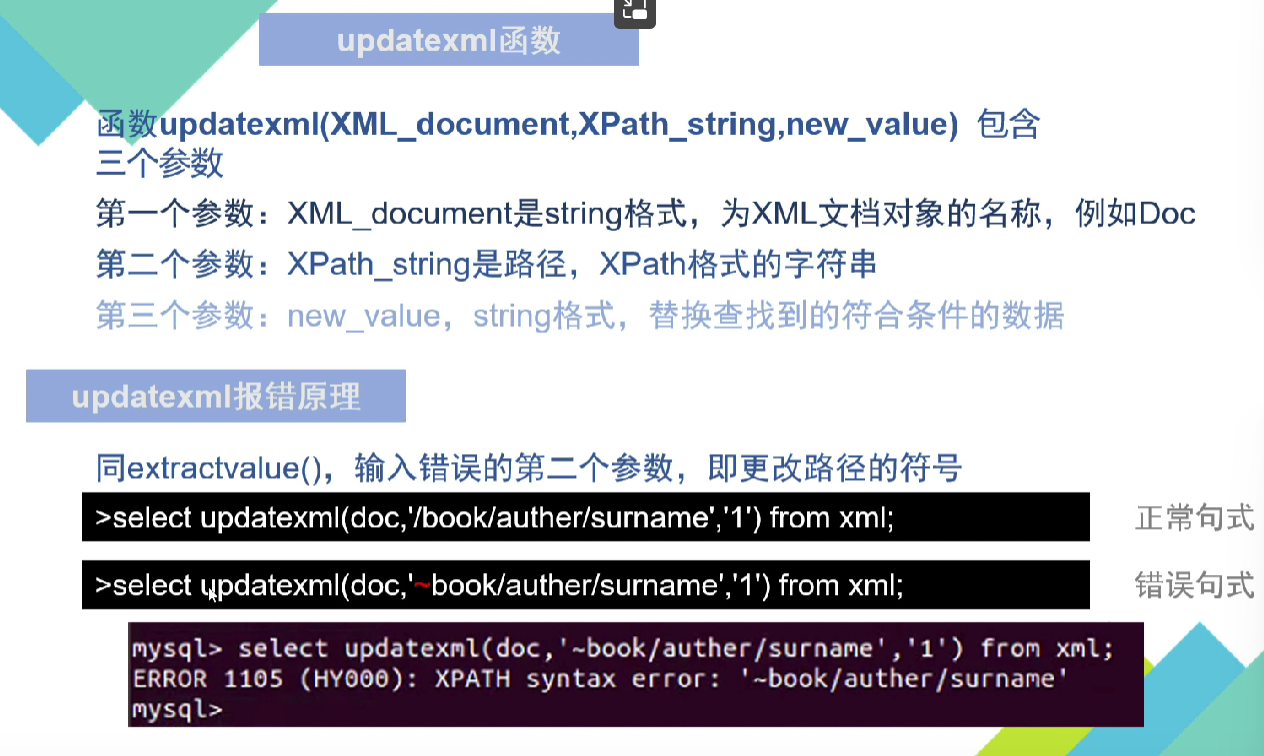 updatexml函数
函数updatexml(XML_document,XPath_string,new_value) 包含
三个参数
第一个参数：XML_document是string格式，为XML文档对象的名称，例如Doc
第二个参数：XPath_string是路径，XPath格式的字符串
第三个参数：new_value，string格式，替换查找到的符合条件的数据
updatexml报错原理
同extractvalue()，输入错误的第二个参数，即更改路径的符号
>select updatexml(doc,'/book/auther/surname','1') from xml;
正常句式
>select updatexml(doc,'~book/auther/surname','1') from xml;
错误句式
mysql> select updatexml(doc,'~book/auther/surname','1') from xml;
ERROR 1105 (HY000): XPATH syntax error: '~book/auther/surname'
mysql>